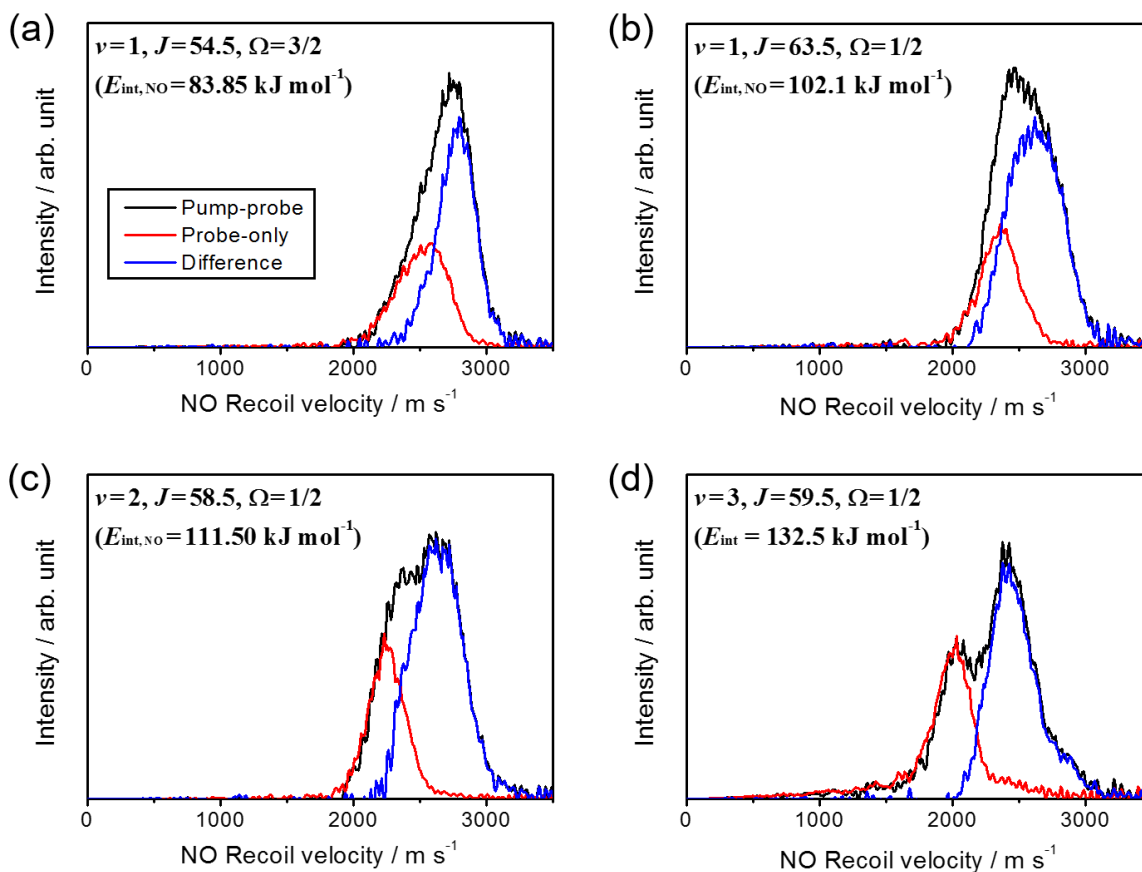 (a)
v=1, J=54.5, Ω=3/2
(E_int, NO=83.85 kJ mol⁻¹)
Pump-probe
Probe-only
Difference
Intensity / arb. unit
0 1000 2000 3000
NO Recoil velocity / m s⁻¹
(b)
v=1, J=63.5, Ω=1/2
(E_int, NO=102.1 kJ mol⁻¹)
Intensity / arb. unit
0 1000 2000 3000
NO Recoil velocity / m s⁻¹
(c)
v=2, J=58.5, Ω=1/2
(E_int, NO=111.50 kJ mol⁻¹)
Intensity / arb. unit
0 1000 2000 3000
NO Recoil velocity / m s⁻¹
(d)
v=3, J=59.5, Ω=1/2
(E_int = 132.5 kJ mol⁻¹)
Intensity / arb. unit
0 1000 2000 3000
NO Recoil velocity / m s⁻¹